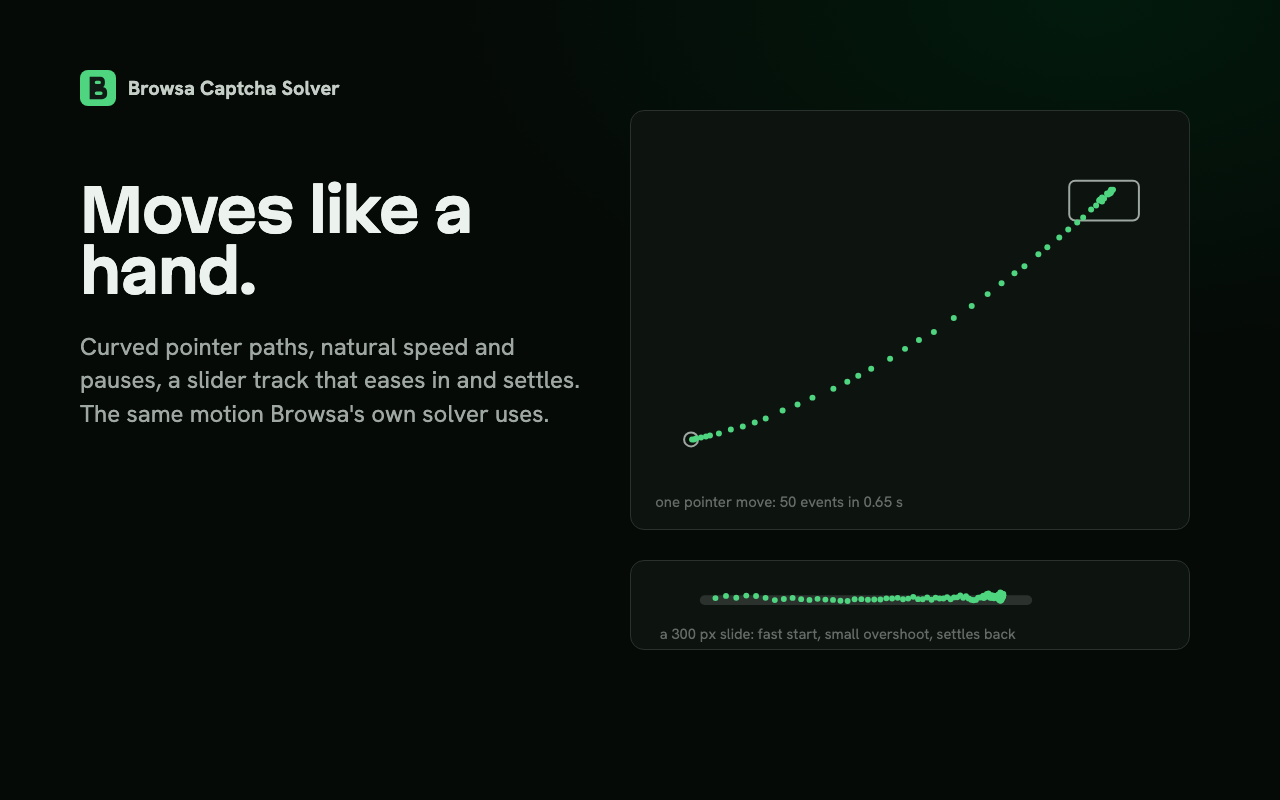 B
Browsa Captcha Solver
Moves like a
hand.
Curved pointer paths, natural speed and
pauses, a slider track that eases in and settles.
The same motion Browsa's own solver uses.
one pointer move: 50 events in 0.65 s
a 300 px slide: fast start, small overshoot, settles back